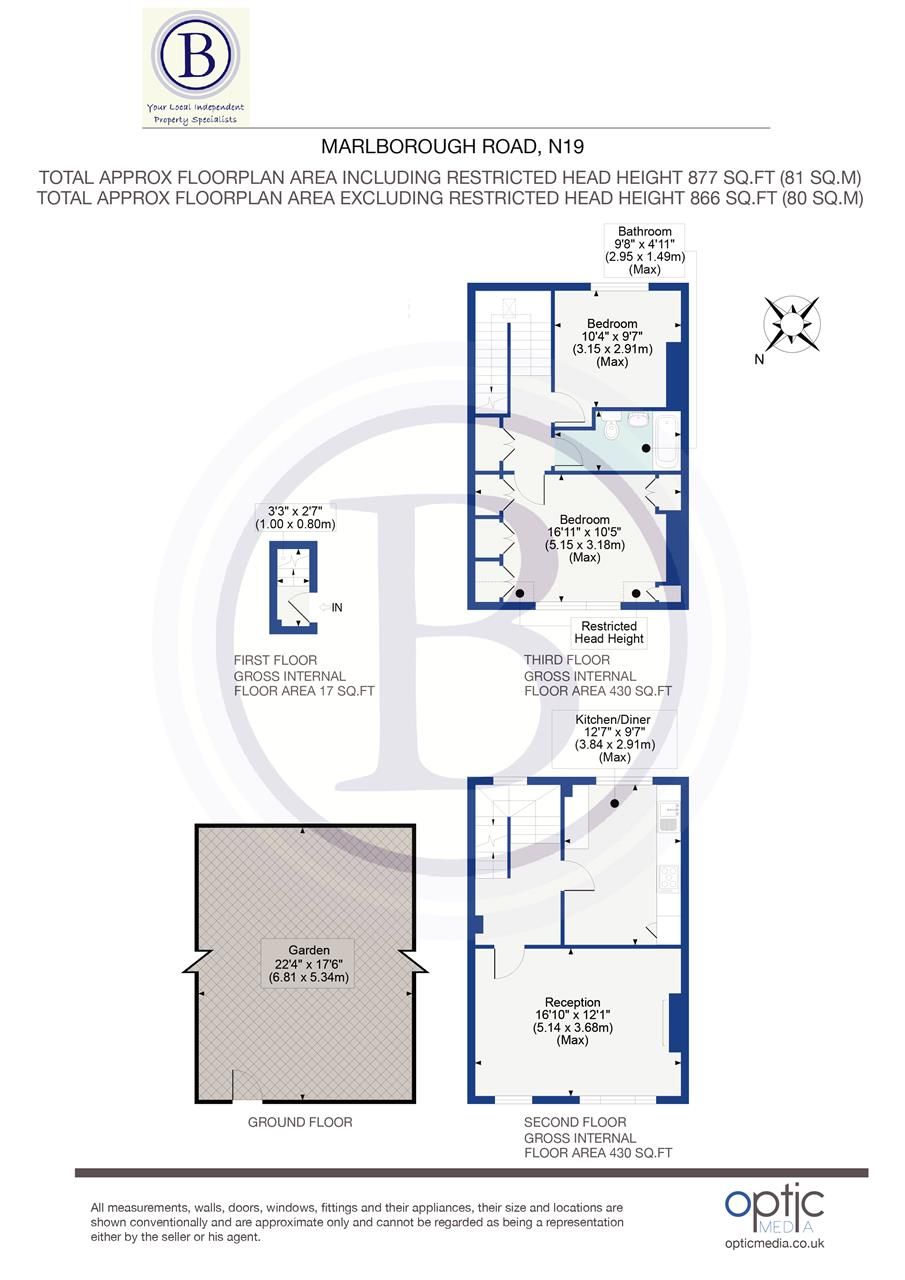 B
Your Local Independent
Property Specialists
MARLBOROUGH ROAD, N19
TOTAL APPROX FLOORPLAN AREA INCLUDING RESTRICTED HEAD HEIGHT 877 SQ.FT (81 SQ.M)
TOTAL APPROX FLOORPLAN AREA EXCLUDING RESTRICTED HEAD HEIGHT 866 SQ.FT (80 SQ.M)
Bathroom
9'8" x 4'11"
(2.95 x 1.49m)
(Max)
Bedroom
10'4" x 9'7"
(3.15 x 2.91m)
(Max)
N
Bedroom
16'11" x 10'5"
(5.15 x 3.18m)
(Max)
Restricted
Head Height
3'3" x 2'7"
(1.00 x 0.80m)
IN
FIRST FLOOR
GROSS INTERNAL
FLOOR AREA 17 SQ.FT
THIRD FLOOR
GROSS INTERNAL
FLOOR AREA 430 SQ.FT
B
Kitchen/Diner
12'7" x 9'7"
(3.84 x 2.91m)
(Max)
Garden
22'4" x 17'6"
(6.81 x 5.34m)
Reception
16'10" x 12'1"
(5.14 x 3.68m)
(Max)
GROUND FLOOR
SECOND FLOOR
GROSS INTERNAL
FLOOR AREA 430 SQ.FT
All measurements, walls, doors, windows, fittings and their appliances, their size and locations are
shown conventionally and are approximate only and cannot be regarded as being a representation
either by the seller or his agent.
optic
MEDIA
opticmedia.co.uk